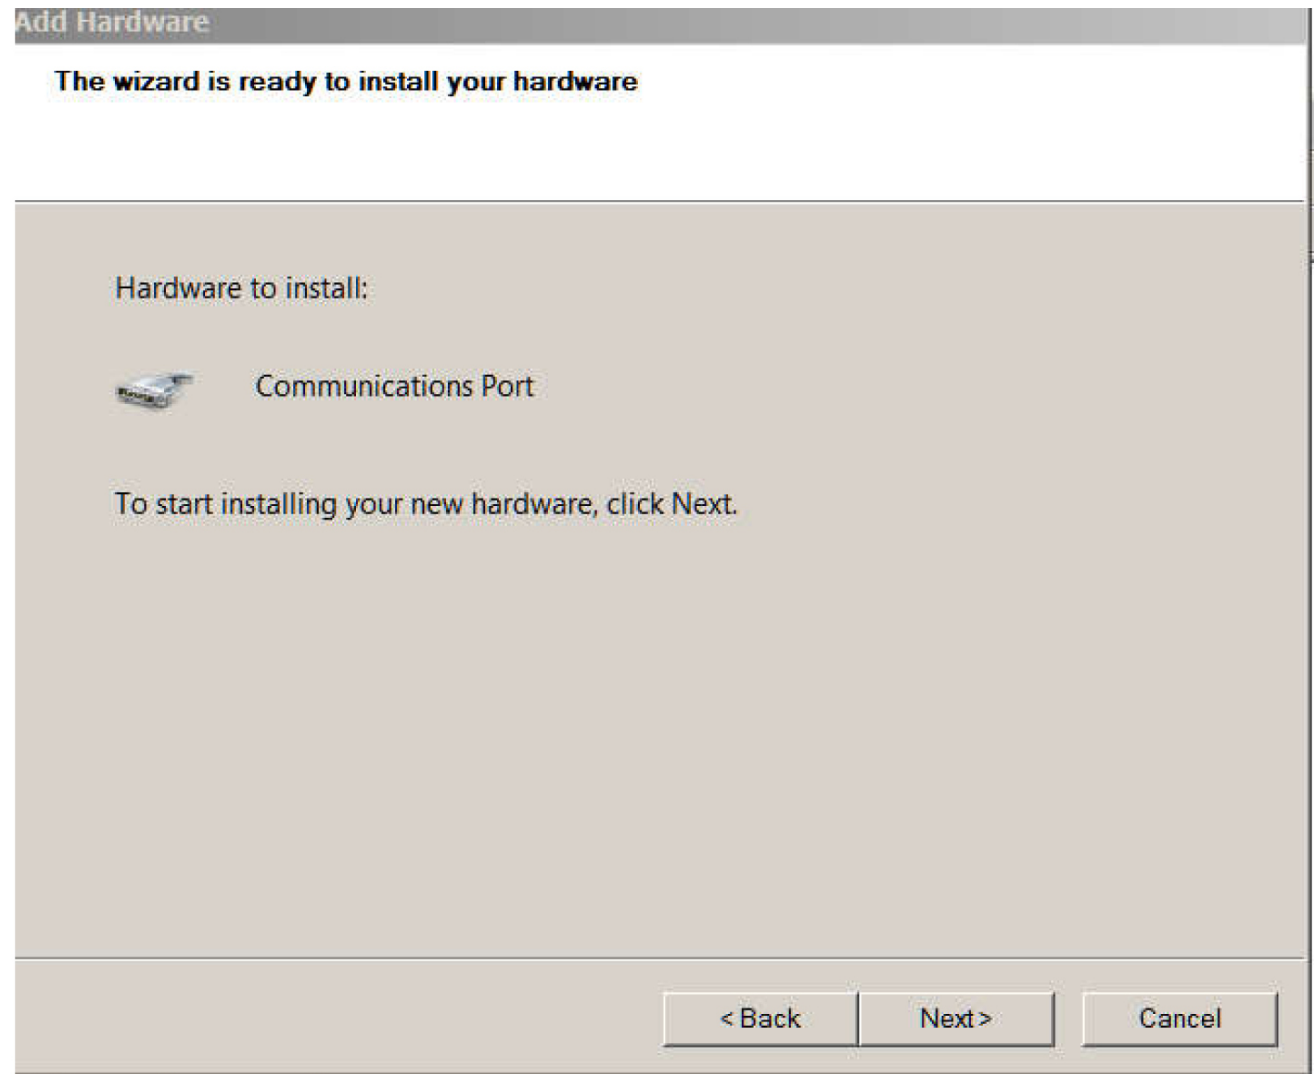 Add Hardware
The wizard is ready to install your hardware
Hardware to install:
Communications Port
To start installing your new hardware, click Next.
< Back
Next >
Cancel